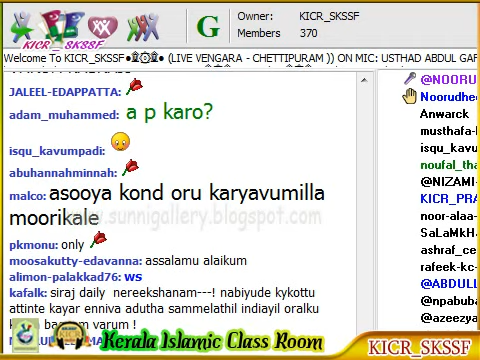 KICR_SKSSF
G
Owner: KICR_SKSSF
Members 370
Welcome To KICR_SKSSF (LIVE VENGARA - CHETTIPURAM )) ON MIC: USTHAD ABDUL GAF
JALEEL-EDAPPATTA:
adam_muhammed: a p karo?
isqu_kavumpadi:
abuhannahminnah:
malco: asooya kond oru karyavumilla
moorikale
www.sunnigallery.blogspot.com
pkmonu: only
moosakutty-edavanna: assalamu alaikum
alimon-palakkad76: ws
kafalk: siraj daily nereekshanam---! nabiyude kykottu
attinte kayar enniva adutha sammelathil indiayil oralku
varum !
@NOORU
Noorudhee
Anwarck
musthafa-
isqu_kavu
noufal_tha
@NIZAMI-
KICR_PRA
noor-alaa-
SaLaMkH
ashraf_ce
rafeek-kc-
@ABDULL
@npabuba
@azeezya
Kerala Islamic Class Room
KICR_SKSSF